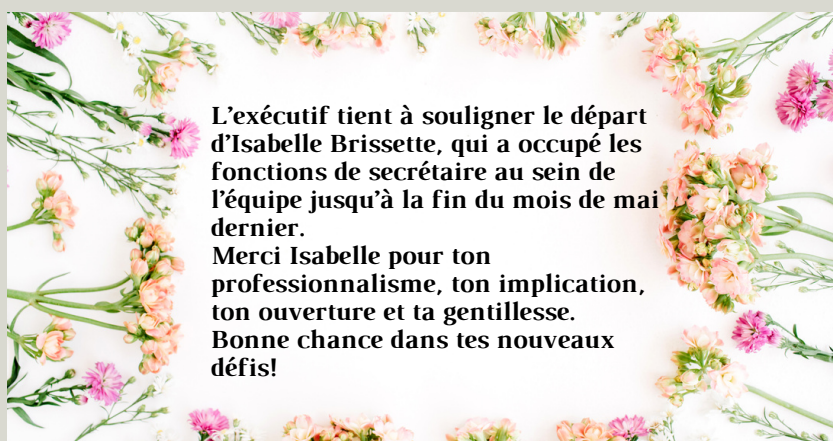 L’exécutif tient à souligner le départ
d’Isabelle Brissette, qui a occupé les
fonctions de secrétaire au sein de
l’équipe jusqu’à la fin du mois de mai
dernier.
Merci Isabelle pour ton
professionnalisme, ton implication,
ton ouverture et ta gentillesse.
Bonne chance dans tes nouveaux
défis!